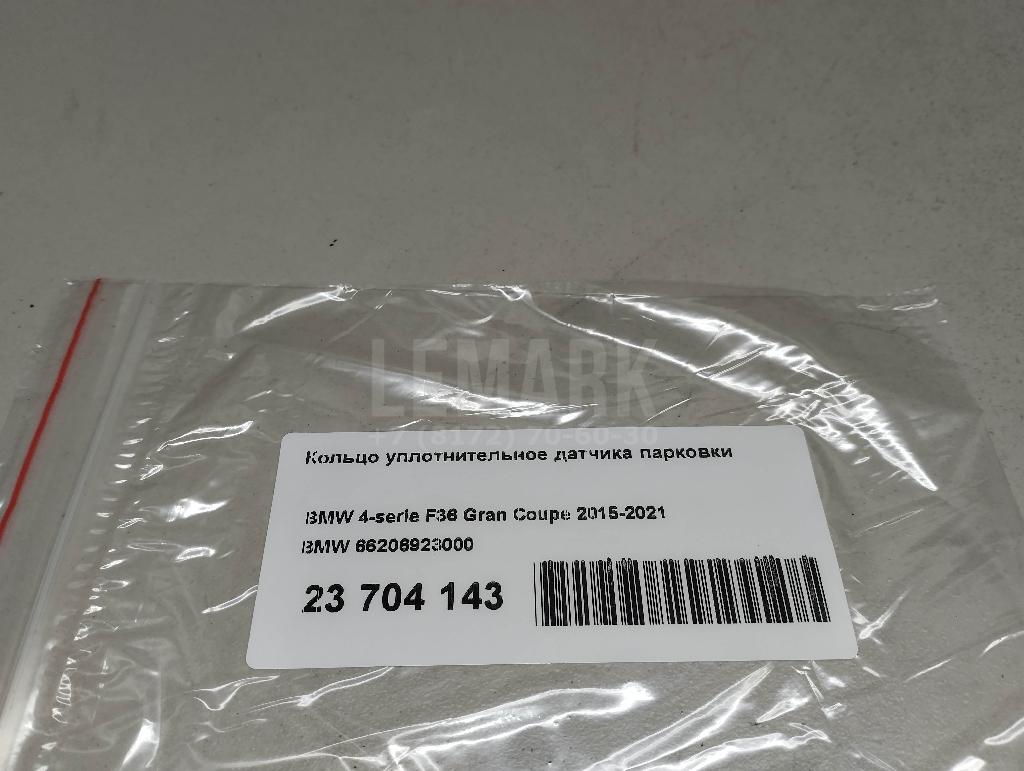 LEMARK
+7 (8172) 70-60-30
Кольцо уплотнительное датчика парковки
BMW 4-serie F36 Gran Coupe 2015-2021
BMW 66206923000
23 704 143